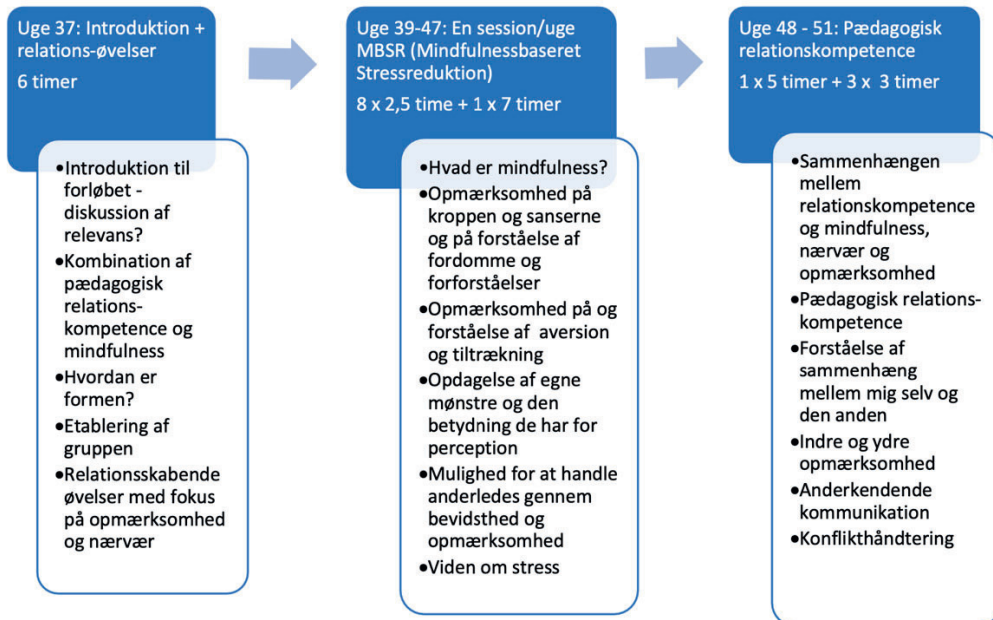 Uge 37: Introduktion +
relations-øvelser
6 timer
•Introduktion til
forløbet -
diskussion af
relevans?
•Kombination af
pædagogisk
relations-
kompetence og
mindfulness
•Hvordan er
formen?
•Etablering af
gruppen
•Relationsskabende
øvelser med fokus
på opmærksomhed
og nærvær
Uge 39-47: En session/uge
MBSR (Mindfulnessbaseret
Stressreduktion)
8 x 2,5 time + 1 x 7 timer
•Hvad er mindfulness?
•Opmærksomhed på
kroppen og sanserne
og på forståelse af
fordomme og
forforståelser
•Opmærksomhed på og
forståelse af aversion
og tiltrækning
•Opdagelse af egne
mønstre og den
betydning de har for
perception
•Mulighed for at handle
anderledes gennem
bevidsthed og
opmærksomhed
•Viden om stress
Uge 48 - 51: Pædagogisk
relationskompetence
1 x 5 timer + 3 x 3 timer
•Sammenhængen
mellem
relationskompetence
og mindfulness,
nærvær og
opmærksomhed
•Pædagogisk relations-
kompetence
•Forståelse af
sammenhæng
mellem mig selv og
den anden
•Indre og ydre
opmærksomhed
•Anderkendende
kommunikation
•Konflikthåndtering